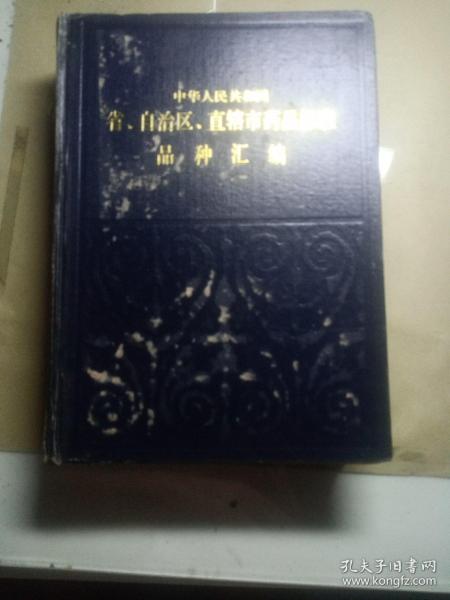 中华人民共和国
省、自治区、直辖市药品标准
品种汇编
孔夫子旧书网
www.kongfz.com